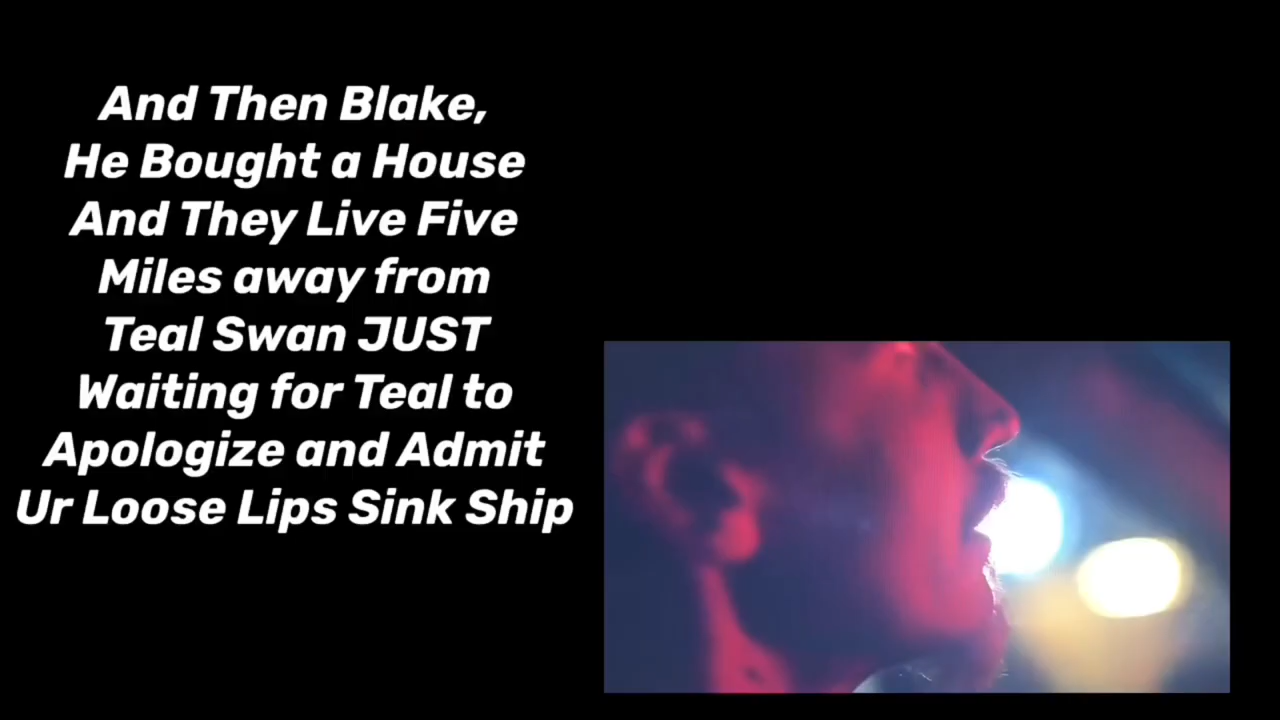 And Then Blake,
He Bought a House
And They Live Five
Miles away from
Teal Swan JUST
Waiting for Teal to
Apologize and Admit
Ur Loose Lips Sink Ship